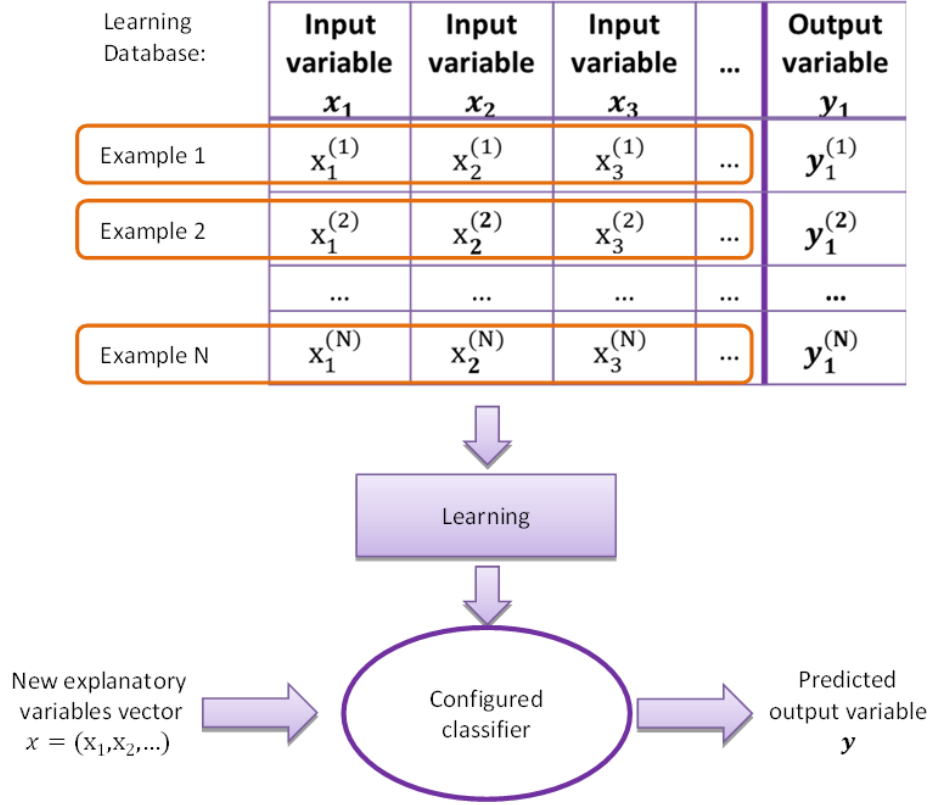 Learning
Database:
Input variable x₁ Input variable x₂ Input variable x₃ ... Output variable y₁
Example 1 x₁⁽¹⁾ x₂⁽¹⁾ x₃⁽¹⁾ ... y₁⁽¹⁾
Example 2 x₁⁽²⁾ x₂⁽²⁾ x₃⁽²⁾ ... y₁⁽²⁾
... ... ... ... ...
Example N x₁⁽ᴺ⁾ x₂⁽ᴺ⁾ x₃⁽ᴺ⁾ ... y₁⁽ᴺ⁾
Learning
New explanatory
variables vector
x = (x₁,x₂,...)
Configured
classifier
Predicted
output variable
y